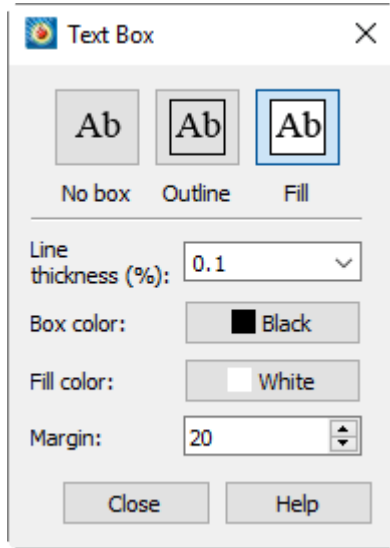 Text Box
Ab Ab Ab
No box Outline Fill
Line
thickness (%): 0.1
Box color: Black
Fill color: White
Margin: 20
Close Help